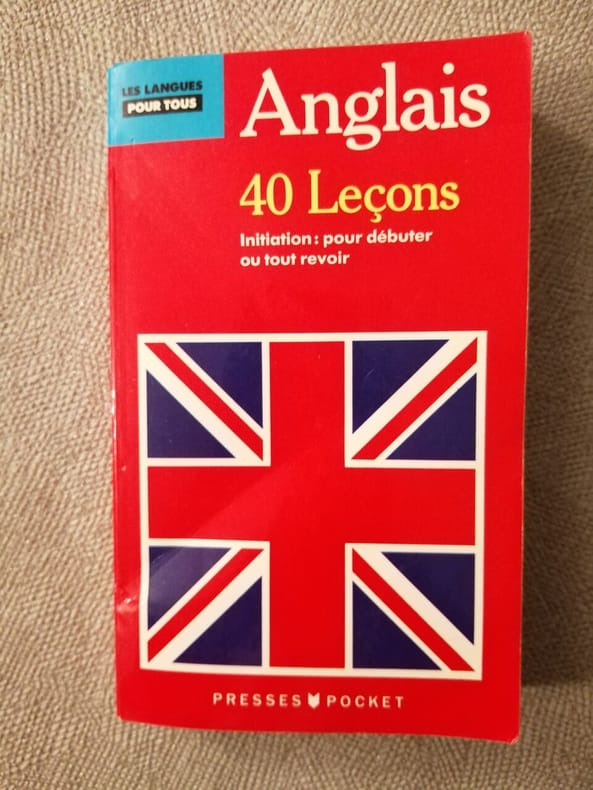 LES LANGUES
POUR TOUS
Anglais
40 Leçons
Initiation : pour débuter
ou tout revoir
PRESSES POCKET